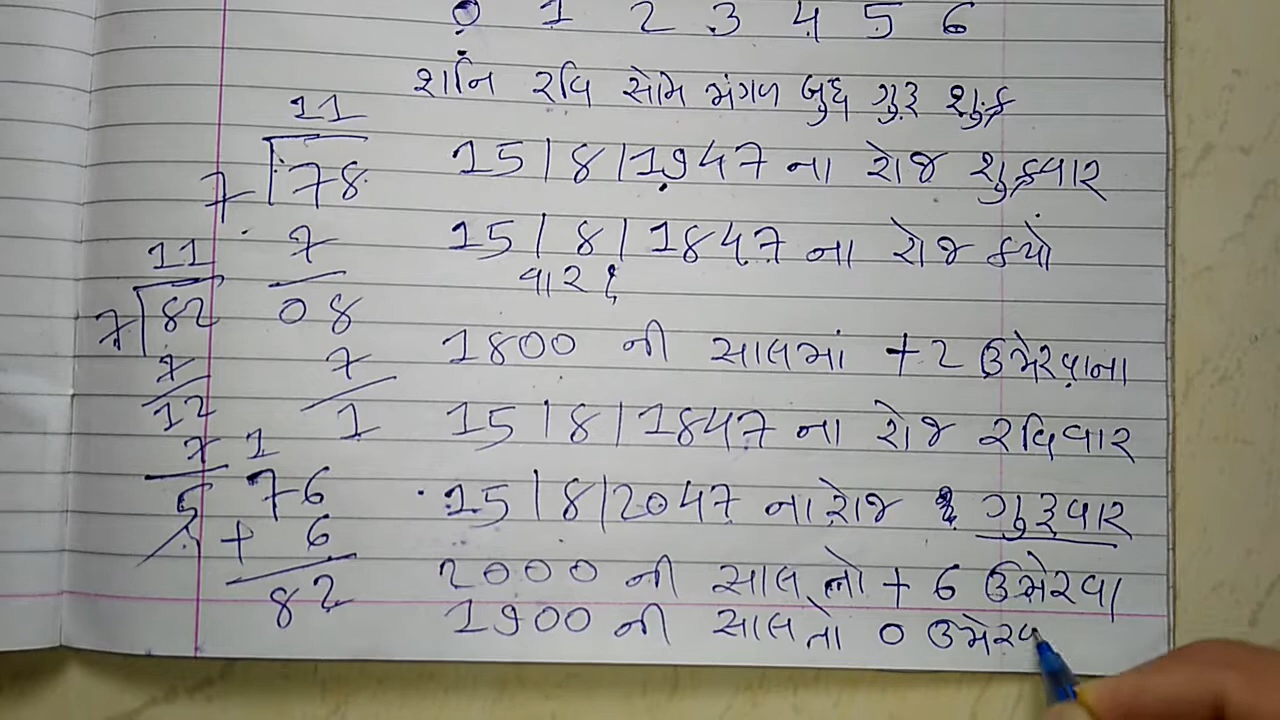 0 1 2 3 4 5 6
શનિ રવિ સોમ મંગળ બુધ ગુરૂ શુક્ર
11
7 78
15/8/1947 ના રોજ શુક્રવાર
7
15/8/1847 ના રોજ કયો
વાર?
11
7 82
08
7
1800 ની સાલમાં +2 ઉમેરવાના
7
12
1
15/8/1847 ના રોજ રવિવાર
7
1
5
76
15/8/2047 ના રોજ ગુરૂવાર
+ 6
2000 ની સાલ તો + 6 ઉમેરવા
82
1900 ની સાલ તો 0 ઉમેરવ